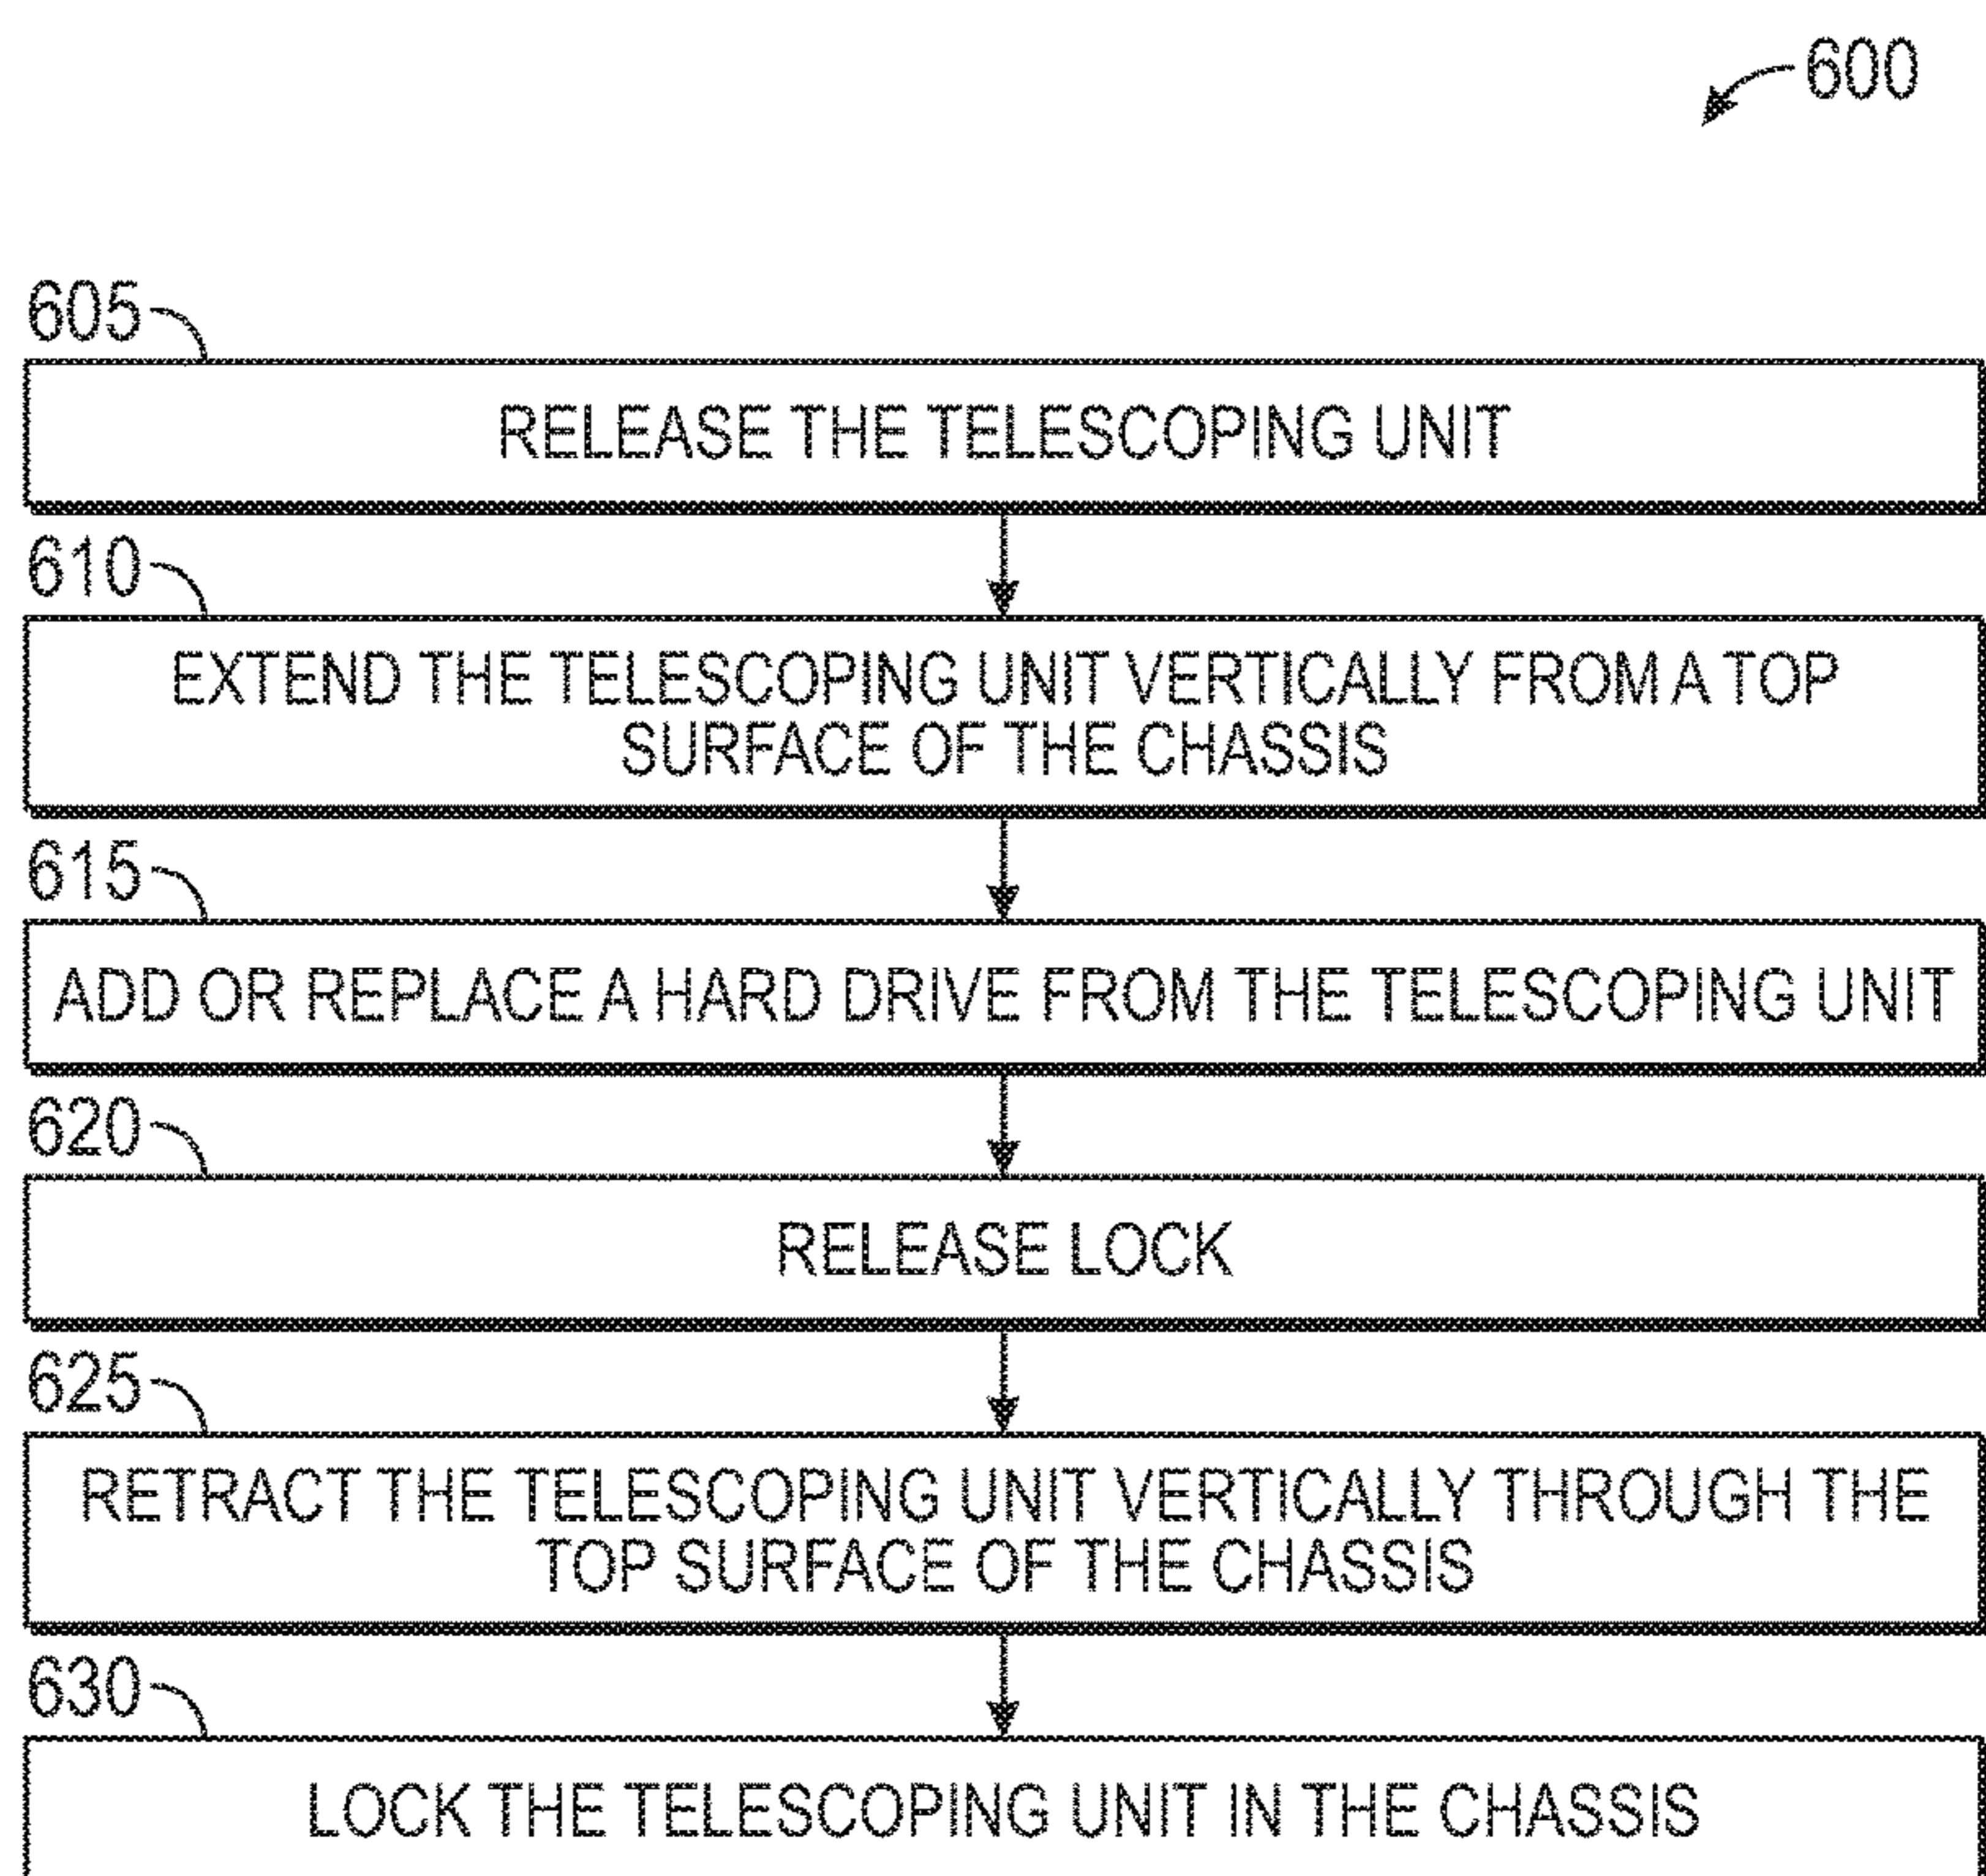 600
605
RELEASE THE TELESCOPING UNIT
610
EXTEND THE TELESCOPING UNIT VERTICALLY FROM A TOP
SURFACE OF THE CHASSIS
615
ADD OR REPLACE A HARD DRIVE FROM THE TELESCOPING UNIT
620
RELEASE LOCK
625
RETRACT THE TELESCOPING UNIT VERTICALLY THROUGH THE
TOP SURFACE OF THE CHASSIS
630
LOCK THE TELESCOPING UNIT IN THE CHASSIS